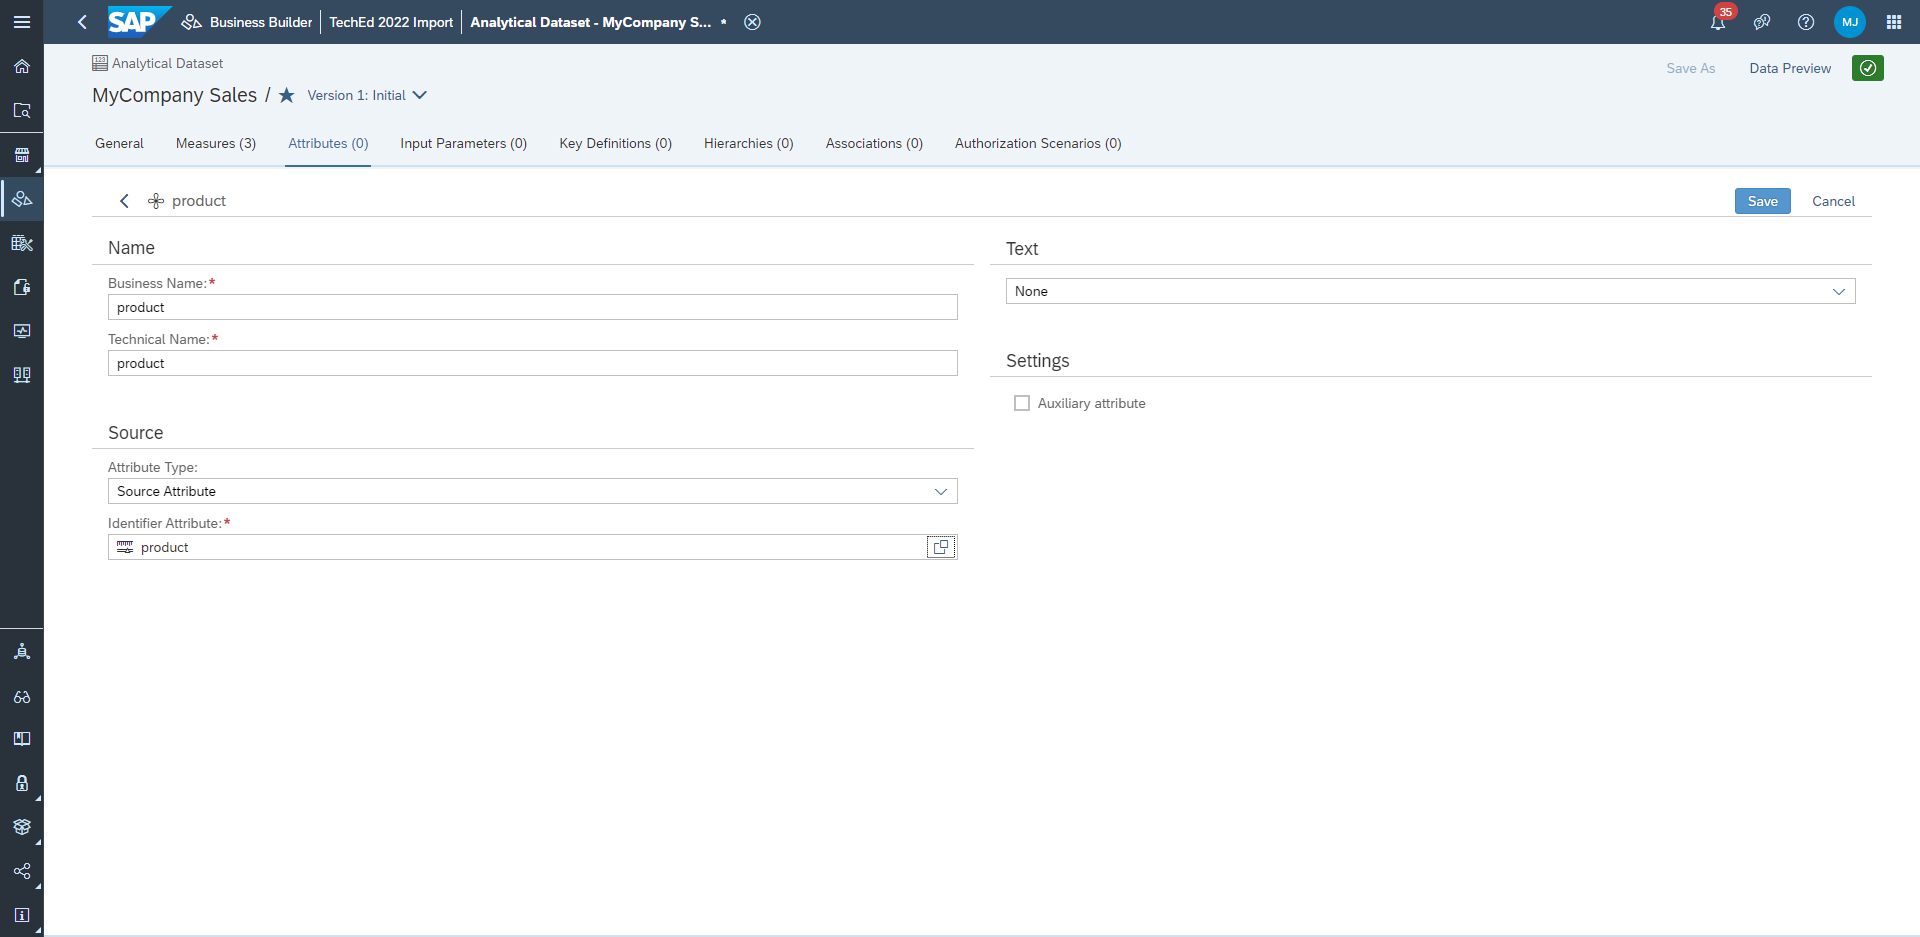 SAP Business Builder TechEd 2022 Import Analytical Dataset - MyCompany S... * 35 MJ
123 Analytical Dataset
Save As Data Preview
MyCompany Sales / Version 1: Initial
General Measures (3) Attributes (0) Input Parameters (0) Key Definitions (0) Hierarchies (0) Associations (0) Authorization Scenarios (0)
product
Save Cancel
Name
Business Name:*
product
Technical Name:*
product
Source
Attribute Type:
Source Attribute
Identifier Attribute:*
product
Text
None
Settings
Auxiliary attribute